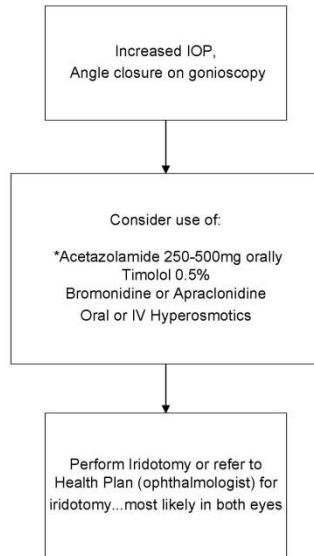 Increased IOP,
Angle closure on gonioscopy
Consider use of:
*Acetazolamide 250-500mg orally
Timolol 0.5%
Bromonidine or Apraclonidine
Oral or IV Hyperosmotics
Perform Iridotomy or refer to
Health Plan (ophthalmologist) for
iridotomy...most likely in both eyes